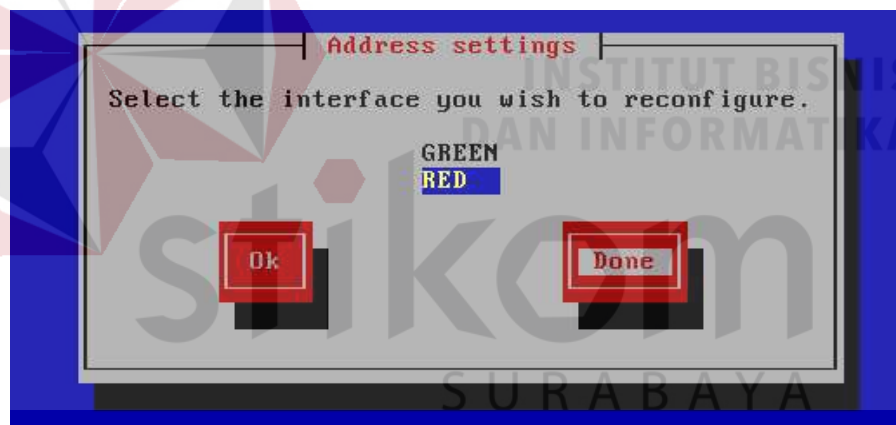 Address settings
INSTITUT BISNIS
DAN INFORMATIKA
Select the interface you wish to reconfigure.
GREEN
RED
stikom
Ok
Done
SURABAYA